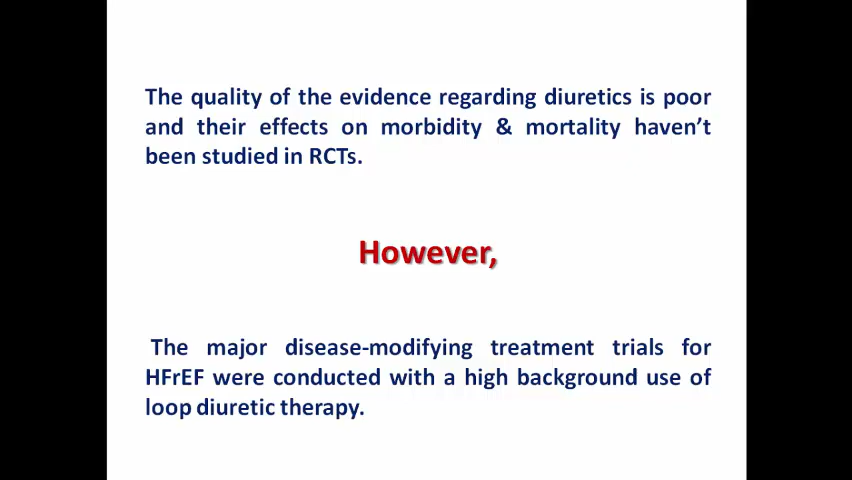 The quality of the evidence regarding diuretics is poor
and their effects on morbidity & mortality haven’t
been studied in RCTs.
However,
The major disease-modifying treatment trials for
HFrEF were conducted with a high background use of
loop diuretic therapy.